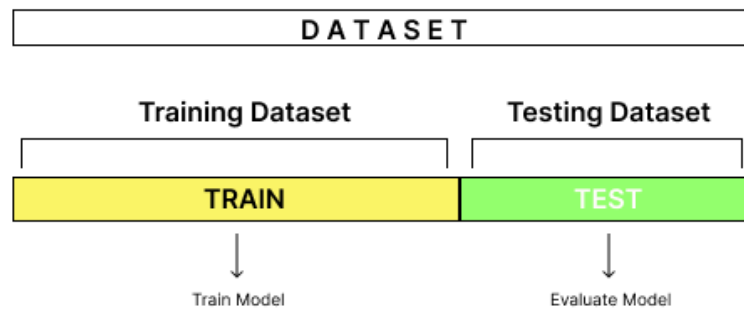 DATASET
Training Dataset Testing Dataset
TRAIN TEST
Train Model Evaluate Model